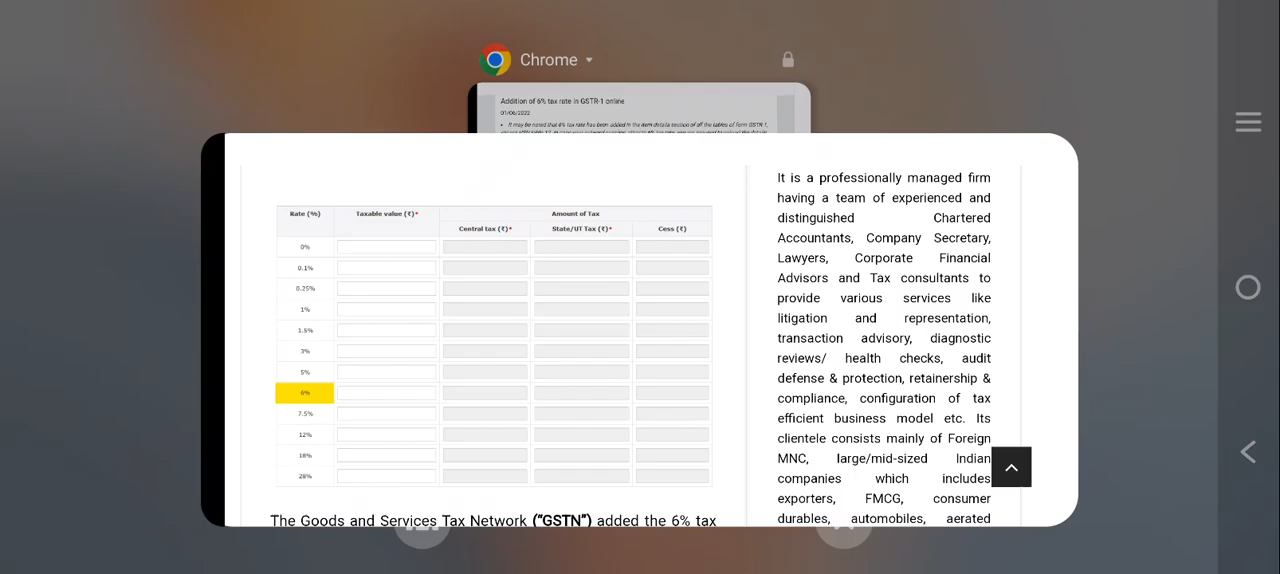 Chrome
Addition of 6% tax rate in GSTR-1 online
01/06/2022
Rate (%) Taxable value (₹)* Amount of Tax
Central tax (₹)* State/UT Tax (₹)* Cess (₹)
0%
0.1%
0.25%
1%
1.5%
3%
5%
6%
7.5%
12%
18%
28%
The Goods and Services Tax Network (“GSTN”) added the 6% tax
It is a professionally managed firm
having a team of experienced and
distinguished Chartered
Accountants, Company Secretary,
Lawyers, Corporate Financial
Advisors and Tax consultants to
provide various services like
litigation and representation,
transaction advisory, diagnostic
reviews/ health checks, audit
defense & protection, retainership &
compliance, configuration of tax
efficient business model etc. Its
clientele consists mainly of Foreign
MNC, large/mid-sized Indian
companies which includes
exporters, FMCG, consumer
durables, automobiles, aerated